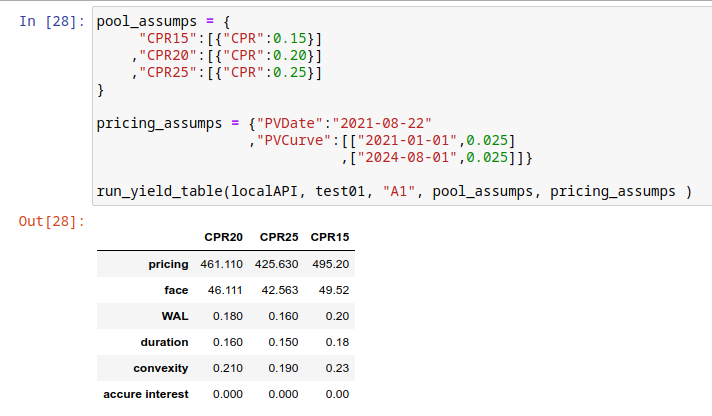 In [28]: pool_assumps = {
"CPR15":[{"CPR":0.15}]
,"CPR20":[{"CPR":0.20}]
,"CPR25":[{"CPR":0.25}]
}
pricing_assumps = {"PVDate":"2021-08-22"
,"PVCurve":[["2021-01-01",0.025]
,["2024-08-01",0.025]]}
run_yield_table(localAPI, test01, "A1", pool_assumps, pricing_assumps )
Out[28]:
CPR20 CPR25 CPR15
pricing 461.110 425.630 495.20
face 46.111 42.563 49.52
WAL 0.180 0.160 0.20
duration 0.160 0.150 0.18
convexity 0.210 0.190 0.23
accure interest 0.000 0.000 0.00